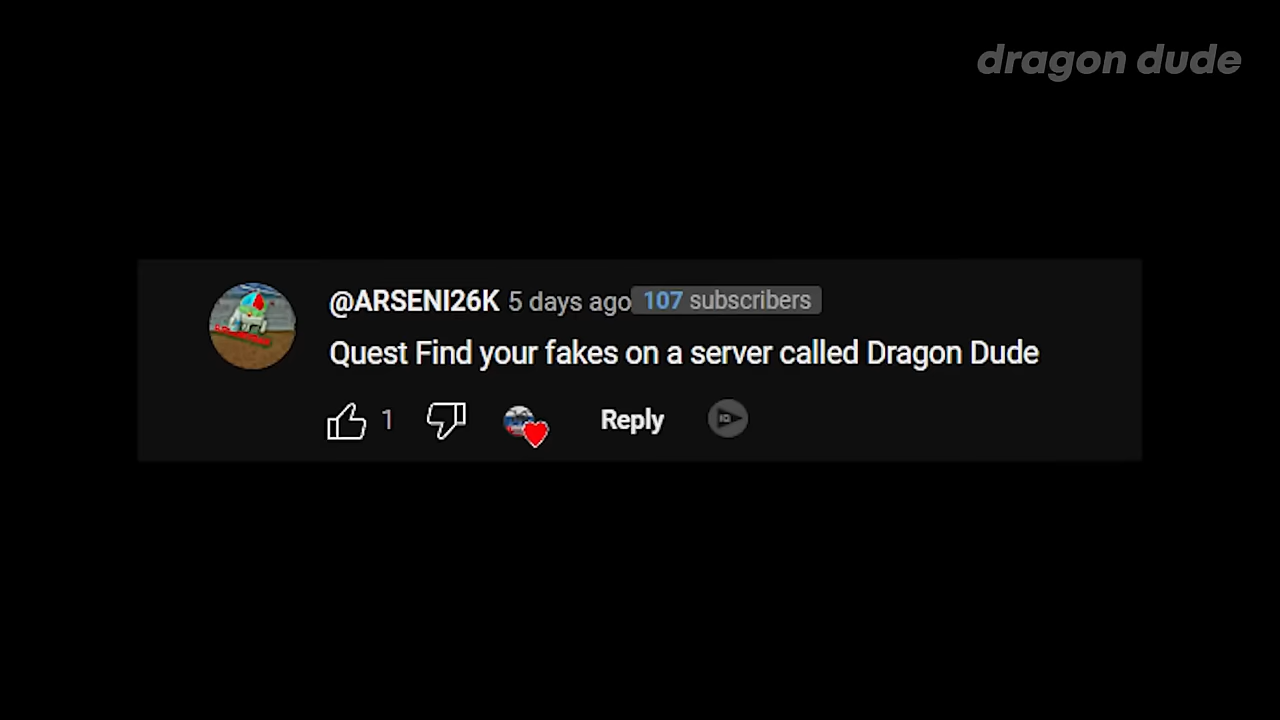 dragon dude
@ARSENI26K 5 days ago 107 subscribers
Quest Find your fakes on a server called Dragon Dude
1 Reply